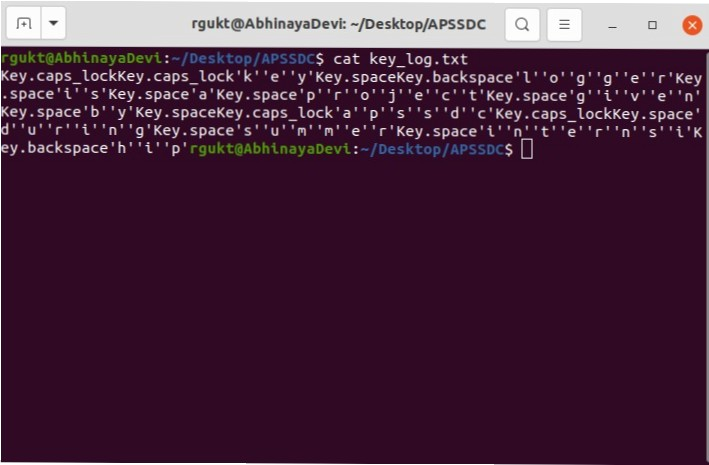 rgukt@AbhinayaDevi: ~/Desktop/APSSDC
rgukt@AbhinayaDevi:~/Desktop/APSSDC$ cat key_log.txt
Key.caps_lockKey.caps_lock'k''e''y'Key.spaceKey.backspace'l''o''g''g''e''r'Key
.space'i''s'Key.space'a'Key.space'p''r''o''j''e''c''t'Key.space'g''i''v''e''n'
Key.space'b''y'Key.spaceKey.caps_lock'a''p''s''s''d''c'Key.caps_lockKey.space'
d''u''r''i''n''g'Key.space's''u''m''m''e''r'Key.space'i''n''t''e''r''n''s''i'K
ey.backspace'h''i''p'rgukt@AbhinayaDevi:~/Desktop/APSSDC$